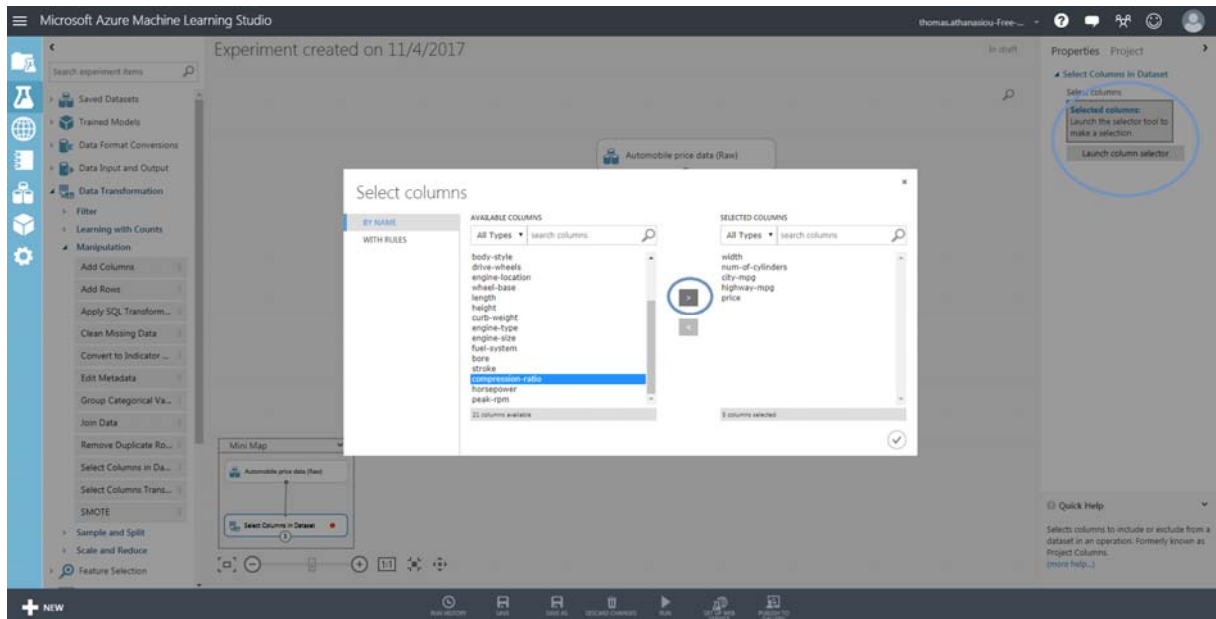 Microsoft Azure Machine Learning Studio
thomas.athanasiou-Free-...
Experiment created on 11/4/2017
In draft
Search experiment items
Saved Datasets
Trained Models
Data Format Conversions
Data Input and Output
Data Transformation
Filter
Learning with Counts
Manipulation
Add Columns
Add Rows
Apply SQL Transform...
Clean Missing Data
Convert to Indicator ...
Edit Metadata
Group Categorical Va...
Join Data
Remove Duplicate Ro...
Select Columns in Da...
Select Columns Trans...
SMOTE
Sample and Split
Scale and Reduce
Feature Selection
Automobile price data (Raw)
Select columns
BY NAME
WITH RULES
AVAILABLE COLUMNS
All Types
search columns
body-style
drive-wheels
engine-location
wheel-base
length
height
curb-weight
engine-type
engine-size
fuel-system
bore
stroke
compression-ratio
horsepower
peak-rpm
21 columns available
>
<
SELECTED COLUMNS
All Types
search columns
width
num-of-cylinders
city-mpg
highway-mpg
price
5 columns selected
Mini Map
Automobile price data (Raw)
Select Columns in Dataset
1
1:1
Properties Project
Select Columns in Dataset
Select columns
Selected columns:
Launch the selector tool to
make a selection.
Launch column selector
Quick Help
Selects columns to include or exclude from a
dataset in an operation. Formerly known as
Project Columns.
(more help...)
NEW
RUN HISTORY
SAVE
SAVE AS
DISCARD CHANGES
RUN
SET UP WEB
PUBLISH TO